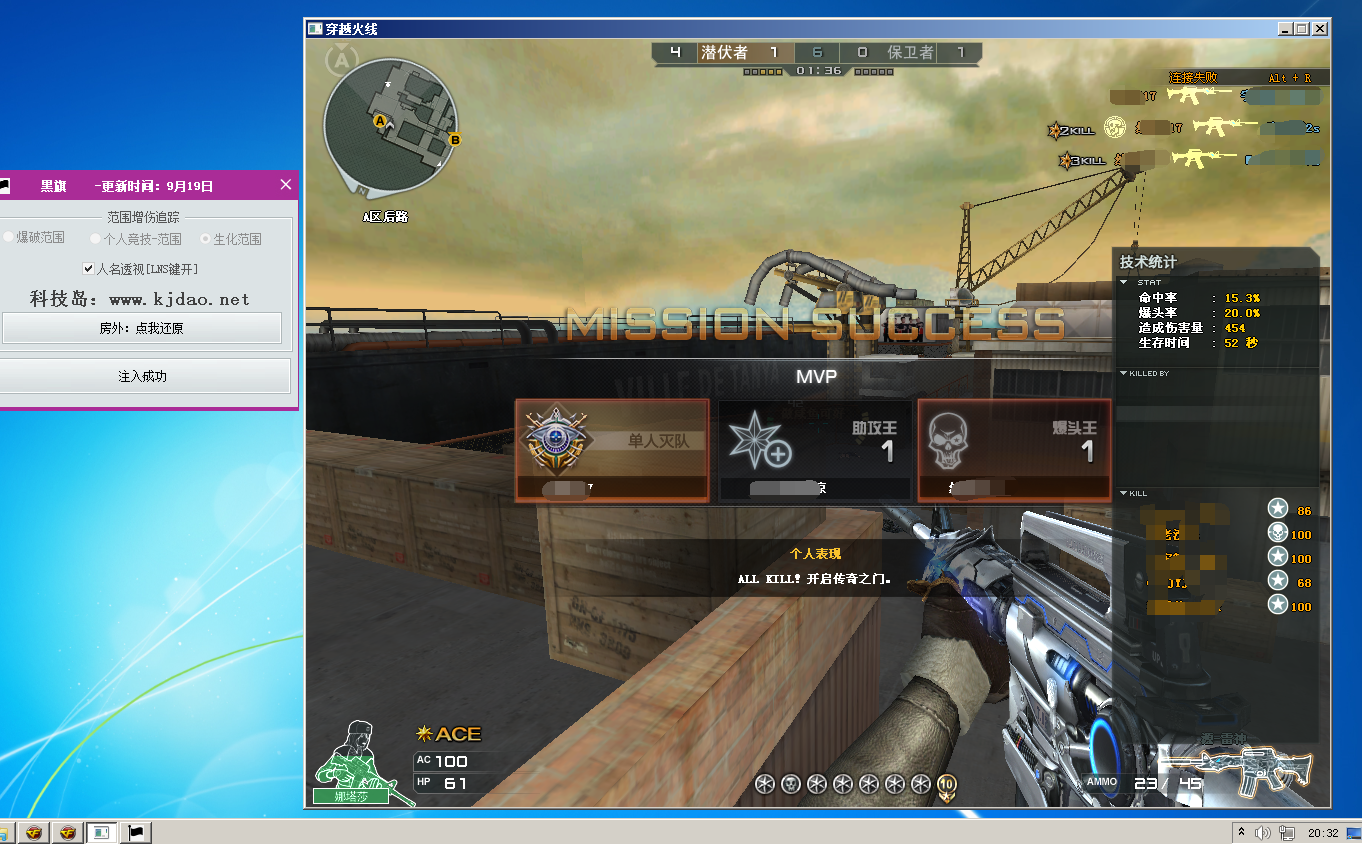 穿越火线
4 潜伏者 1 6 0 保卫者 1
01:36
连接失败 Alt + R
17
2KILL 17 2s
3KILL
A
A
B
N
A区后路
黑旗 -更新时间：9月19日
范围增伤追踪
爆破范围 个人竞技-范围 生化范围
人名透视[LNS键开]
科技岛：www.kjdao.net
房外：点我还原
注入成功
MISSION SUCCESS
MVP
单人灭队
助攻王
1
爆头王
1
个人表现
ALL KILL! 开启传奇之门。
技术统计
STAT
命中率 : 15.3%
爆头率 : 20.0%
造成伤害量 : 454
生存时间 : 52 秒
KILLED BY
KILL
86
100
100
68
100
ACE
AC 100
HP 61
娜塔莎
10
AMMO 23 / 45
20:32